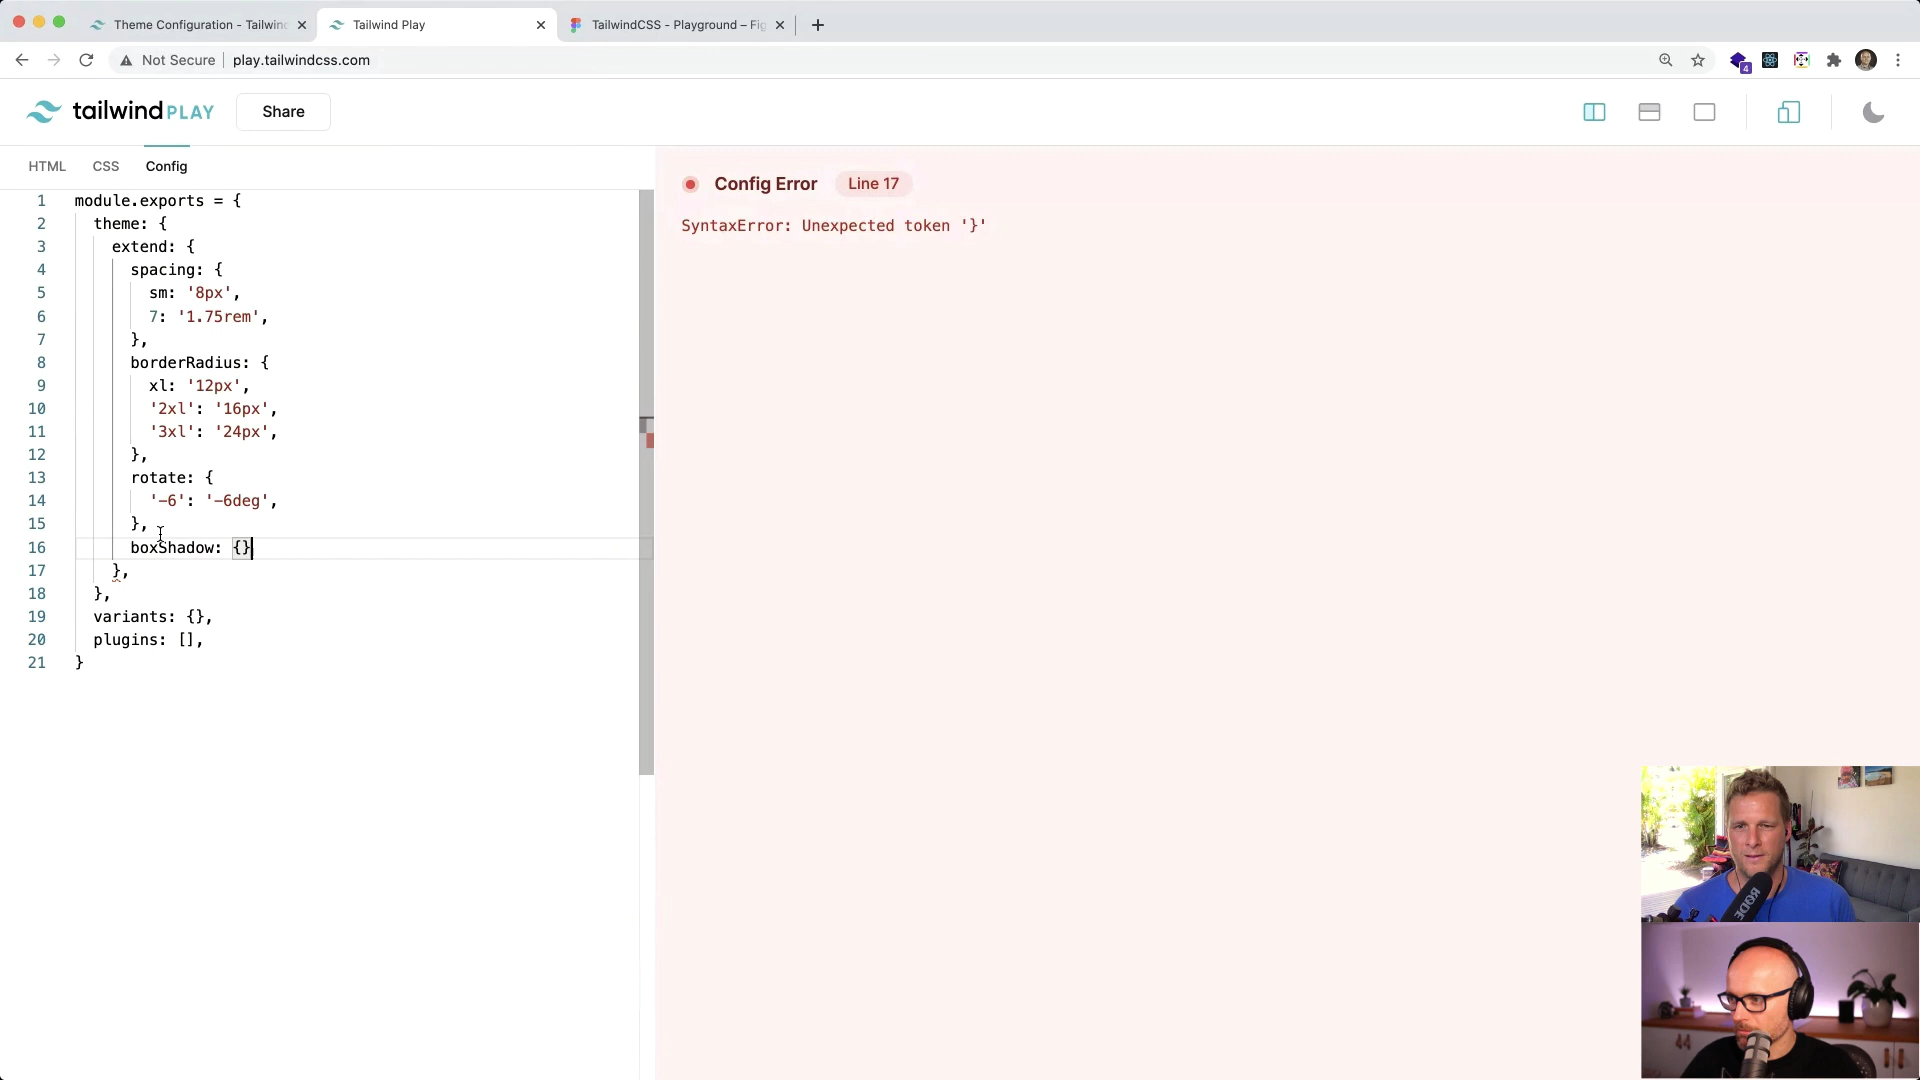 Theme Configuration - Tailwin
Tailwind Play
TailwindCSS - Playground – Fig
Not Secure
play.tailwindcss.com
4
tailwind PLAY
Share
HTML
CSS
Config
1 module.exports = {
2 theme: {
3 extend: {
4 spacing: {
5 sm: '8px',
6 7: '1.75rem',
7 },
8 borderRadius: {
9 xl: '12px',
10 '2xl': '16px',
11 '3xl': '24px',
12 },
13 rotate: {
14 '-6': '-6deg',
15 },
16 boxShadow: {}
17 },
18 },
19 variants: {},
20 plugins: [],
21 }
Config Error
Line 17
SyntaxError: Unexpected token '}'
RØDE